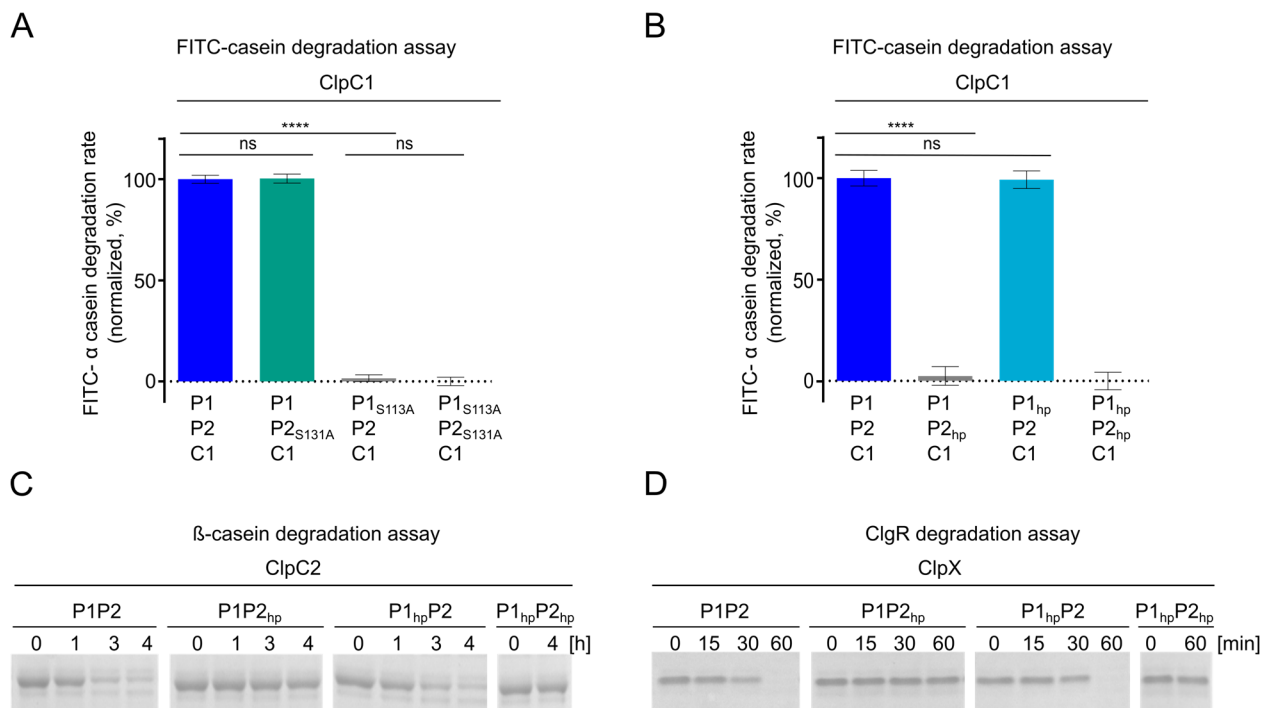 A
FITC-casein degradation assay
ClpC1
****
ns ns
FITC- α casein degradation rate
(normalized, %)
100
50
0
P1 P1 P1S113A P1S113A
P2 P2S131A P2 P2S131A
C1 C1 C1 C1
B
FITC-casein degradation assay
ClpC1
****
ns
FITC- α casein degradation rate
(normalized, %)
100
50
0
P1 P1 P1hp P1hp
P2 P2hp P2 P2hp
C1 C1 C1 C1
C
ß-casein degradation assay
ClpC2
P1P2 P1P2hp P1hpP2 P1hpP2hp
0 1 3 4 0 1 3 4 0 1 3 4 0 4 [h]
D
ClgR degradation assay
ClpX
P1P2 P1P2hp P1hpP2 P1hpP2hp
0 15 30 60 0 15 30 60 0 15 30 60 0 60 [min]